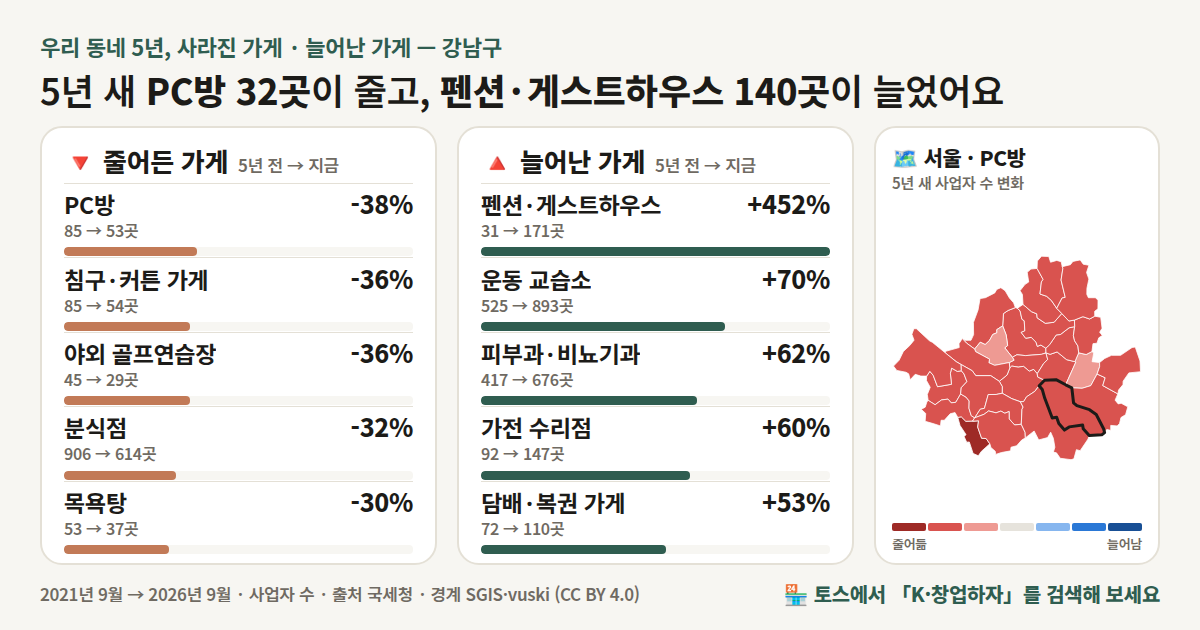 우리 동네 5년, 사라진 가게 · 늘어난 가게 — 강남구
5년 새 PC방 32곳이 줄고, 펜션·게스트하우스 140곳이 늘었어요
🔻 줄어든 가게 5년 전 → 지금
PC방 -38%
85 → 53곳
침구·커튼 가게 -36%
85 → 54곳
야외 골프연습장 -36%
45 → 29곳
분식점 -32%
906 → 614곳
목욕탕 -30%
53 → 37곳
🔺 늘어난 가게 5년 전 → 지금
펜션·게스트하우스 +452%
31 → 171곳
운동 교습소 +70%
525 → 893곳
피부과·비뇨기과 +62%
417 → 676곳
가전 수리점 +60%
92 → 147곳
담배·복권 가게 +53%
72 → 110곳
🗺️ 서울 · PC방
5년 새 사업자 수 변화
줄어듦 늘어남
2021년 9월 → 2026년 9월 · 사업자 수 · 출처 국세청 · 경계 SGIS·vuski (CC BY 4.0)
🏪 토스에서 「K·창업하자」를 검색해 보세요